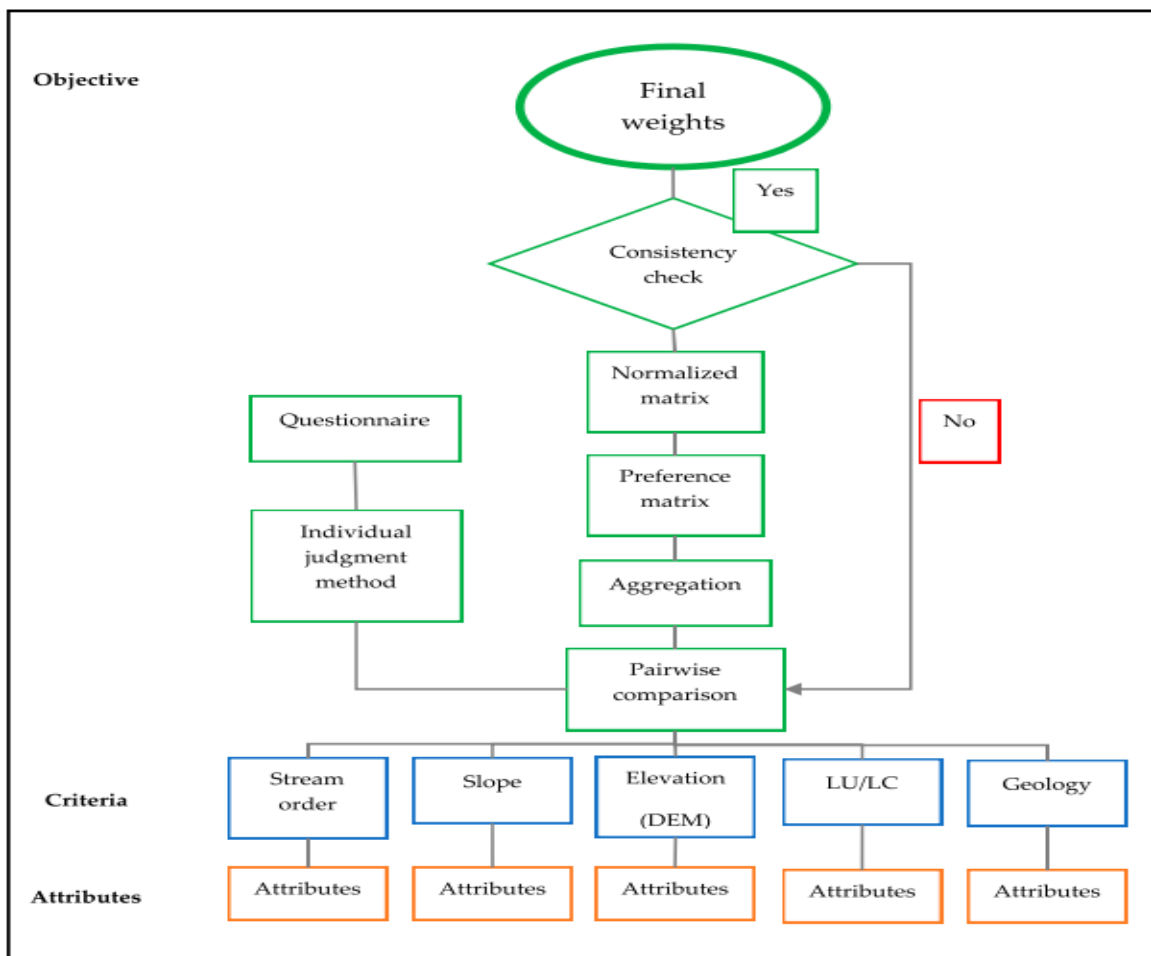 Objective
Final
weights
Yes
Consistency
check
Normalized
matrix
Questionnaire
No
Preference
matrix
Individual
judgment
method
Aggregation
Pairwise
comparison
Criteria
Stream
order
Slope
Elevation
(DEM)
LU/LC
Geology
Attributes
Attributes
Attributes
Attributes
Attributes
Attributes